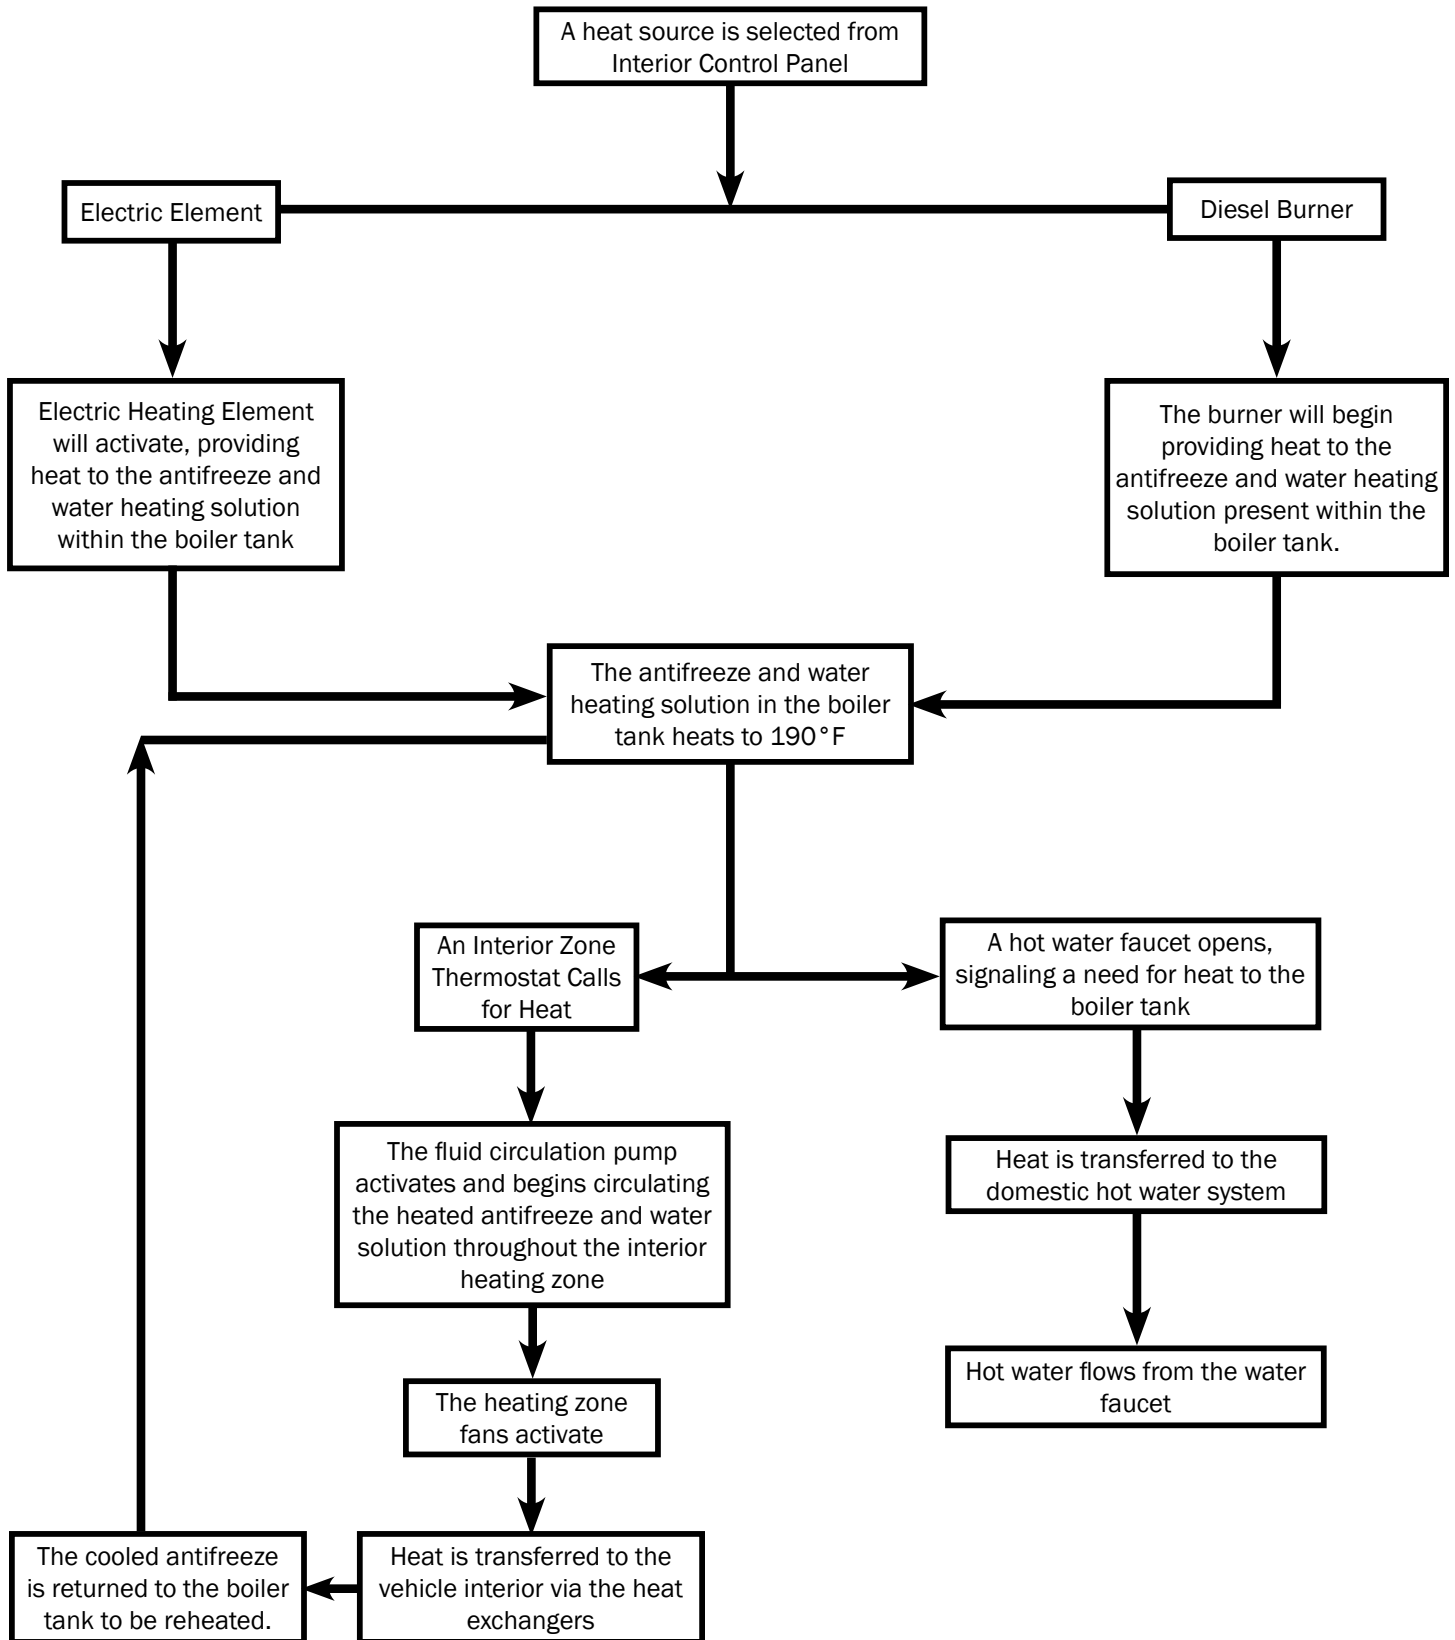 A heat source is selected from
Interior Control Panel
Electric Element
Diesel Burner
Electric Heating Element
will activate, providing
heat to the antifreeze and
water heating solution
within the boiler tank
The burner will begin
providing heat to the
antifreeze and water heating
solution present within the
boiler tank.
The antifreeze and water
heating solution in the boiler
tank heats to 190°F
An Interior Zone
Thermostat Calls
for Heat
A hot water faucet opens,
signaling a need for heat to the
boiler tank
The fluid circulation pump
activates and begins circulating
the heated antifreeze and water
solution throughout the interior
heating zone
Heat is transferred to the
domestic hot water system
The heating zone
fans activate
Hot water flows from the water
faucet
The cooled antifreeze
is returned to the boiler
tank to be reheated.
Heat is transferred to the
vehicle interior via the heat
exchangers